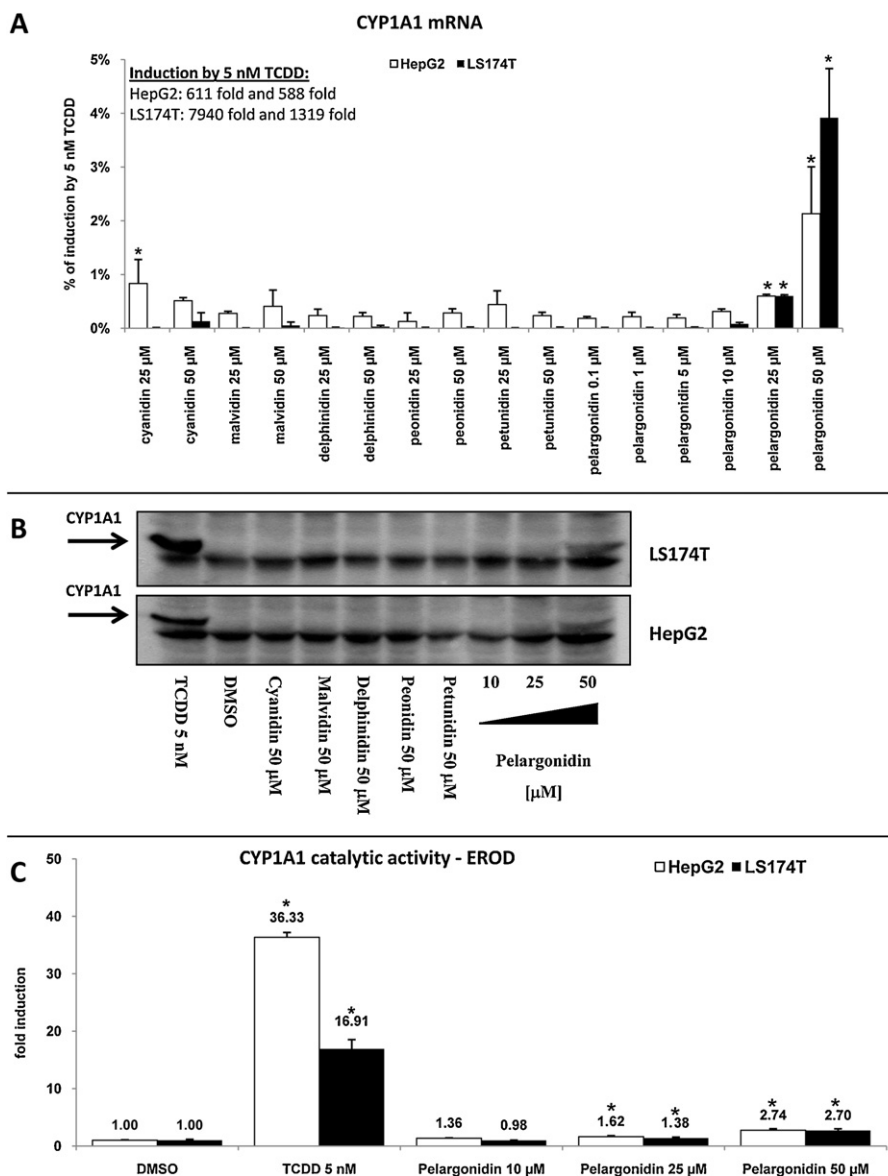 A
CYP1A1 mRNA
HepG2 LS174T
Induction by 5 nM TCDD:
HepG2: 611 fold and 588 fold
LS174T: 7940 fold and 1319 fold
% of induction by 5 nM TCDD
5%
4%
3%
2%
1%
0%
*
*
*
* *
cyanidin 25 µM
cyanidin 50 µM
malvidin 25 µM
malvidin 50 µM
delphinidin 25 µM
delphinidin 50 µM
peonidin 25 µM
peonidin 50 µM
petunidin 25 µM
petunidin 50 µM
pelargonidin 0.1 µM
pelargonidin 1 µM
pelargonidin 5 µM
pelargonidin 10 µM
pelargonidin 25 µM
pelargonidin 50 µM
B
CYP1A1
LS174T
CYP1A1
HepG2
TCDD 5 nM
DMSO
Cyanidin 50 µM
Malvidin 50 µM
Delphinidin 50 µM
Peonidin 50 µM
Petunidin 50 µM
10 25 50
Pelargonidin
[µM]
C
CYP1A1 catalytic activity - EROD
HepG2 LS174T
fold induction
50
40
30
20
10
0
1.00 1.00
*
36.33
*
16.91
1.36 0.98
* *
1.62 1.38
* *
2.74 2.70
DMSO TCDD 5 nM Pelargonidin 10 µM Pelargonidin 25 µM Pelargonidin 50 µM